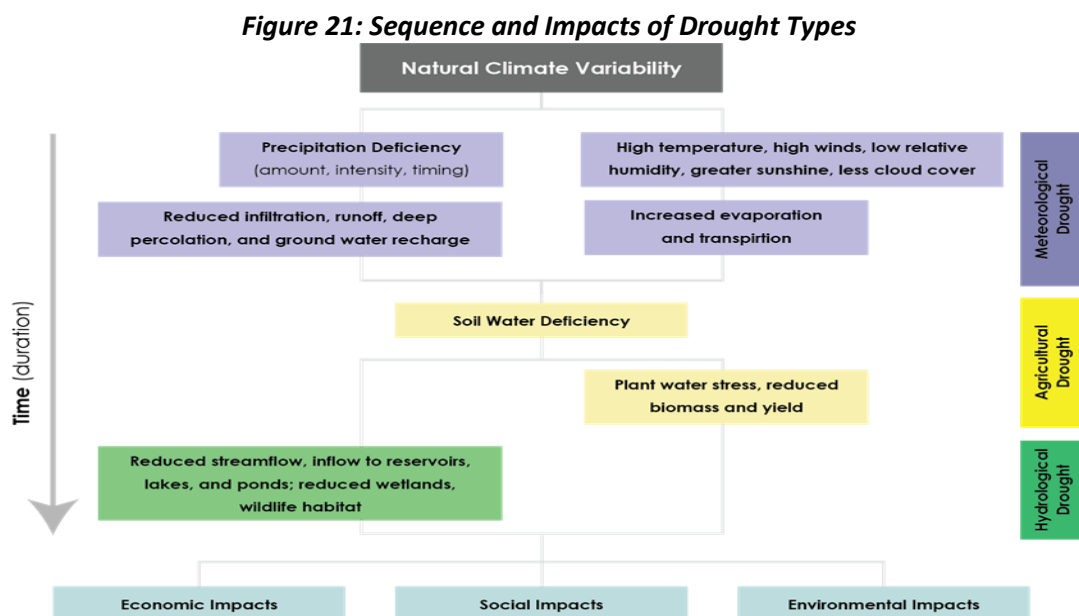 Figure 21: Sequence and Impacts of Drought Types
Natural Climate Variability
Precipitation Deficiency
(amount, intensity, timing)
High temperature, high winds, low relative
humidity, greater sunshine, less cloud cover
Reduced infiltration, runoff, deep
percolation, and ground water recharge
Increased evaporation
and transpirtion
Meteorological
Drought
Soil Water Deficiency
Plant water stress, reduced
biomass and yield
Agricultural
Drought
Time (duration)
Reduced streamflow, inflow to reservoirs,
lakes, and ponds; reduced wetlands,
wildlife habitat
Hydrological
Drought
Economic Impacts
Social Impacts
Environmental Impacts